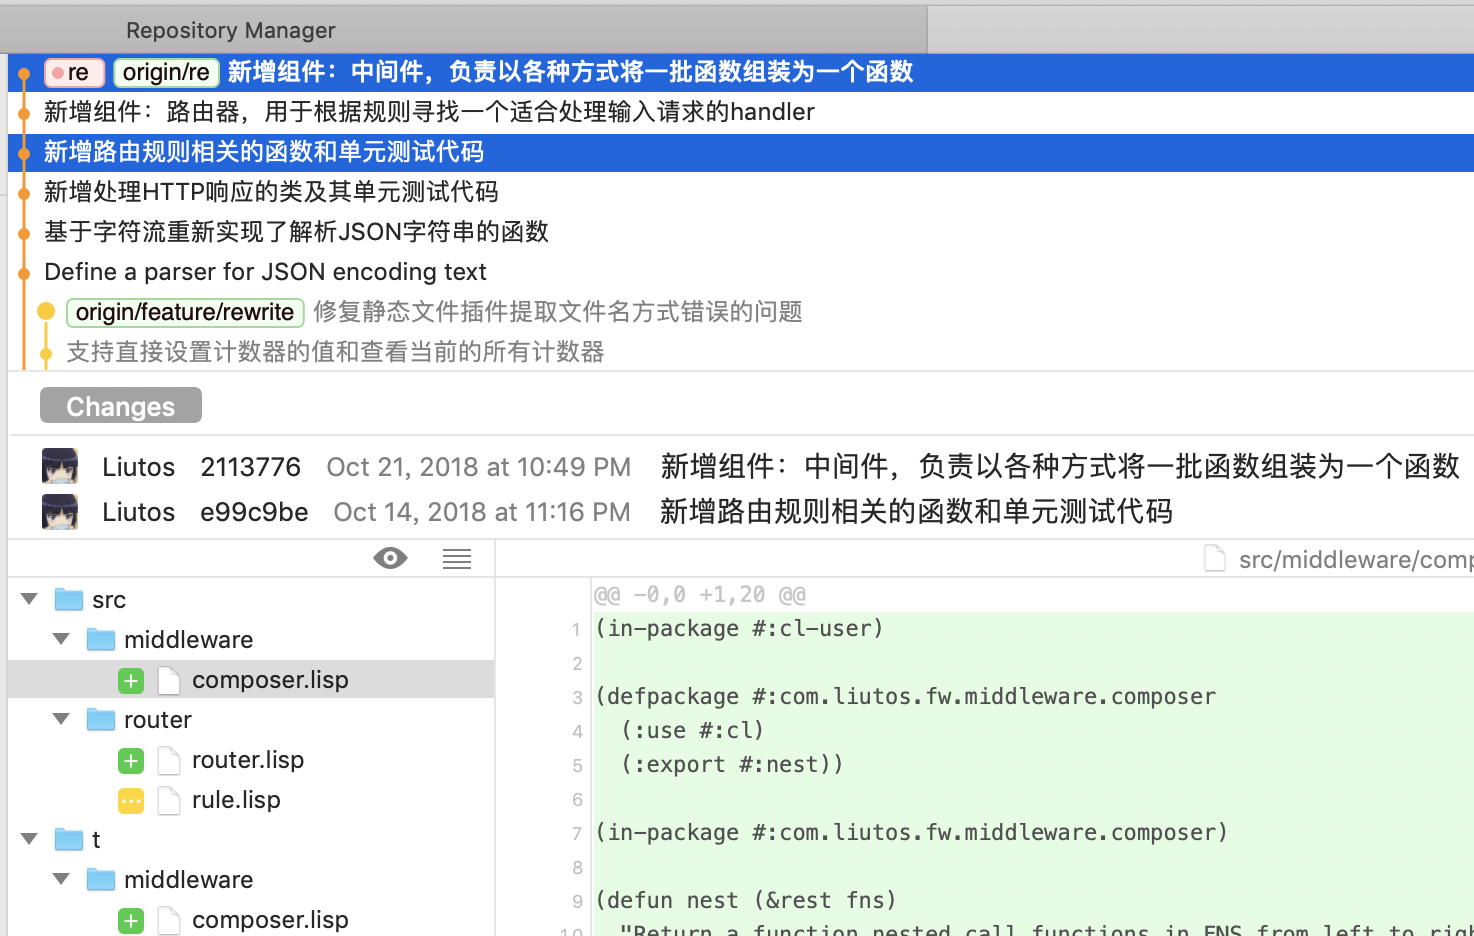 Repository Manager
re origin/re 新增组件：中间件，负责以各种方式将一批函数组装为一个函数
新增组件：路由器，用于根据规则寻找一个适合处理输入请求的handler
新增路由规则相关的函数和单元测试代码
新增处理HTTP响应的类及其单元测试代码
基于字符流重新实现了解析JSON字符串的函数
Define a parser for JSON encoding text
origin/feature/rewrite 修复静态文件插件提取文件名方式错误的问题
支持直接设置计数器的值和查看当前的所有计数器
Changes
Liutos 2113776 Oct 21, 2018 at 10:49 PM 新增组件：中间件，负责以各种方式将一批函数组装为一个函数
Liutos e99c9be Oct 14, 2018 at 11:16 PM 新增路由规则相关的函数和单元测试代码
src/middleware/comp
src
middleware
composer.lisp
router
router.lisp
rule.lisp
t
middleware
composer.lisp
@@ -0,0 +1,20 @@
1 (in-package #:cl-user)
2
3 (defpackage #:com.liutos.fw.middleware.composer
4 (:use #:cl)
5 (:export #:nest))
6
7 (in-package #:com.liutos.fw.middleware.composer)
8
9 (defun nest (&rest fns)
10 "Return a function nested call functions in FNS from left to righ